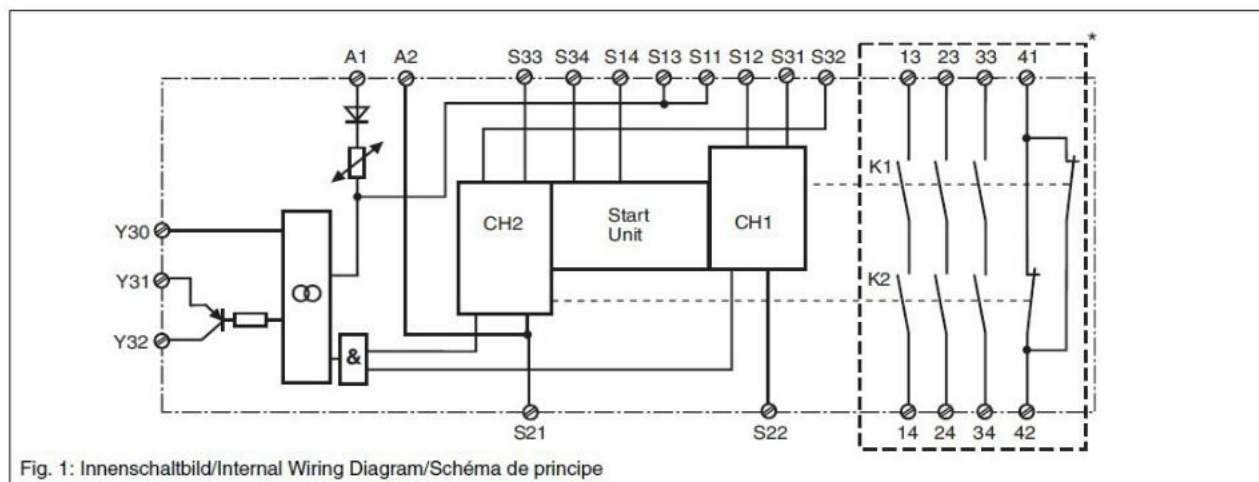 *
A1 A2 S33 S34 S14 S13 S11 S12 S31 S32 13 23 33 41
K1
CH2 Start Unit CH1
Y30
Y31
K2
Y32
&
S21 S22 14 24 34 42
Fig. 1: Innenschaltbild/Internal Wiring Diagram/Schéma de principe